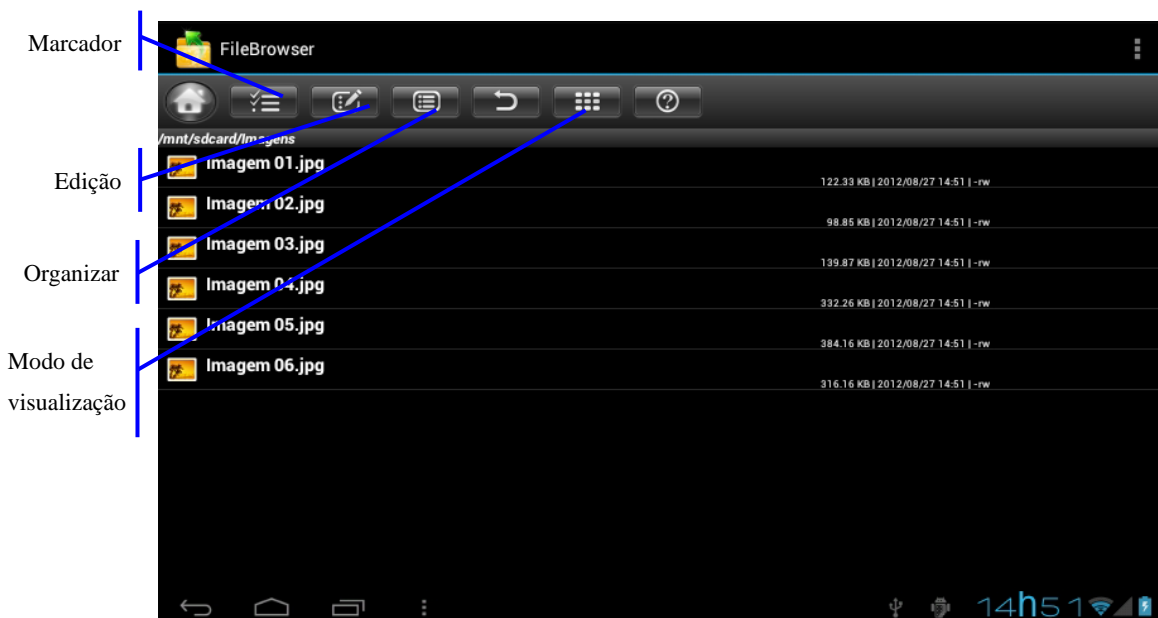 Marcador
FileBrowser
/mnt/sdcard/Imagens
Edição
Imagem 01.jpg
122.33 KB | 2012/08/27 14:51 | -rw
Imagem 02.jpg
98.85 KB | 2012/08/27 14:51 | -rw
Organizar
Imagem 03.jpg
139.87 KB | 2012/08/27 14:51 | -rw
Imagem 04.jpg
332.26 KB | 2012/08/27 14:51 | -rw
Imagem 05.jpg
384.16 KB | 2012/08/27 14:51 | -rw
Modo de
visualização
Imagem 06.jpg
316.16 KB | 2012/08/27 14:51 | -rw
14h51